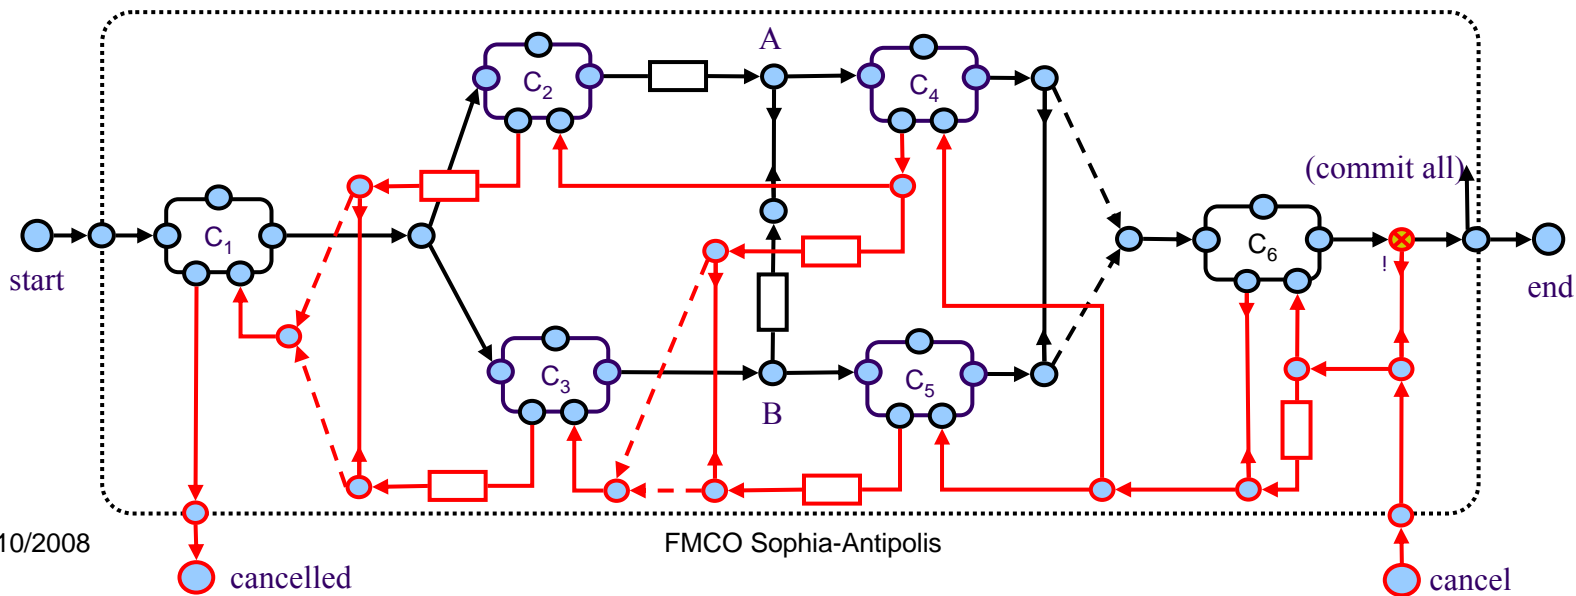 A
C2
C4
(commit all)
C1
C6
!
start
end
C3
C5
B
10/2008
FMCO Sophia-Antipolis
cancelled
cancel